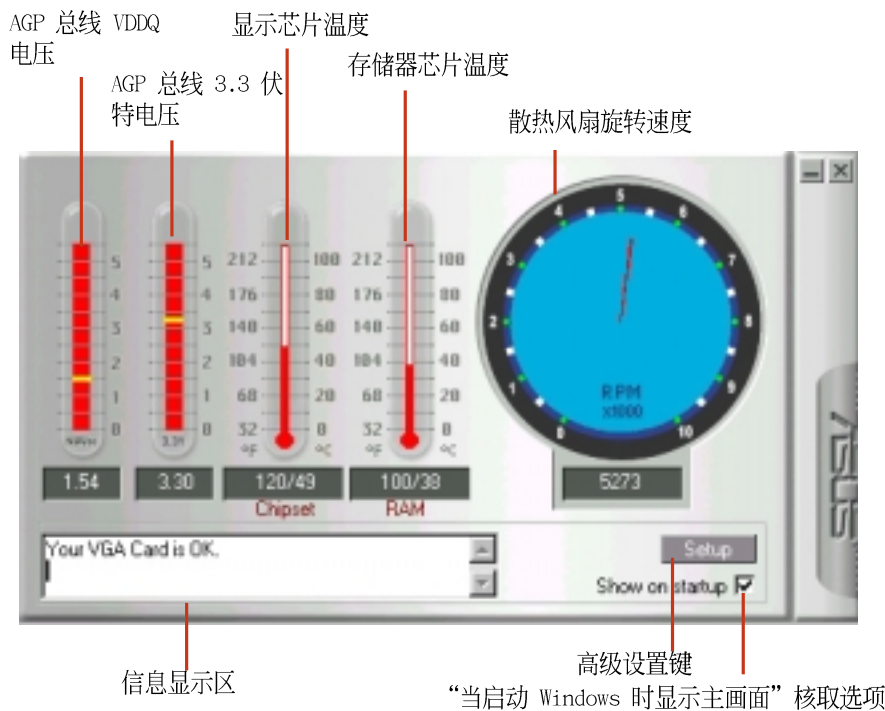 AGP 总线 VDDQ
电压
显示芯片温度
AGP 总线 3.3 伏
特电压
存储器芯片温度
散热风扇旋转速度
5 5 212 100 212 100
4 4 176 80 176 80
3 3 140 60 140 60
2 2 104 40 104 40
1 1 68 20 68 20
0 0 32 0 32 0
°F °C °F °C
3.3V
0 1 2 3 4 5 6 7 8 9 10
RPM
x1000
1.54 3.30 120/49 100/38 5273
Chipset RAM
Your VGA Card is OK.
Setup
Show on startup
ASUS
信息显示区
高级设置键
“当启动 Windows 时显示主画面”核取选项